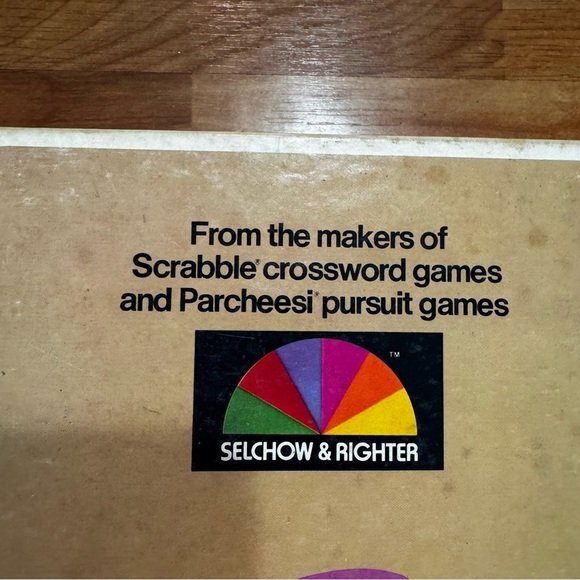 From the makers of
Scrabble® crossword games
and Parcheesi® pursuit games
TM
SELCHOW & RIGHTER